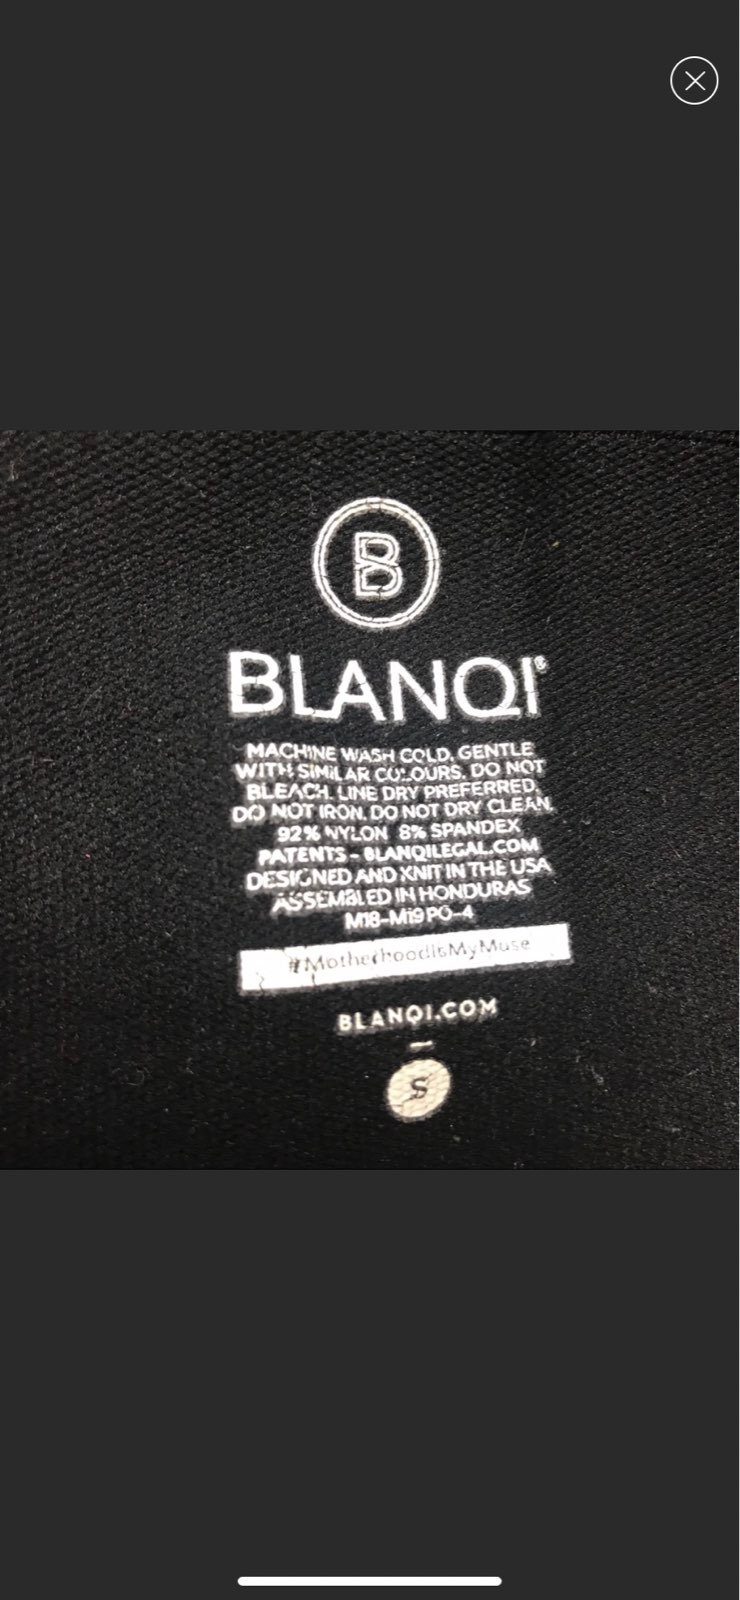 B
BLANQI®
MACHINE WASH COLD, GENTLE
WITH SIMILAR COLOURS. DO NOT
BLEACH. LINE DRY PREFERRED.
DO NOT IRON. DO NOT DRY CLEAN.
92% NYLON 8% SPANDEX
PATENTS - BLANQILEGAL.COM
DESIGNED AND KNIT IN THE USA
ASSEMBLED IN HONDURAS
M18-M19 PO-4
#MotherhoodIsMyMuse
BLANQI.COM
S